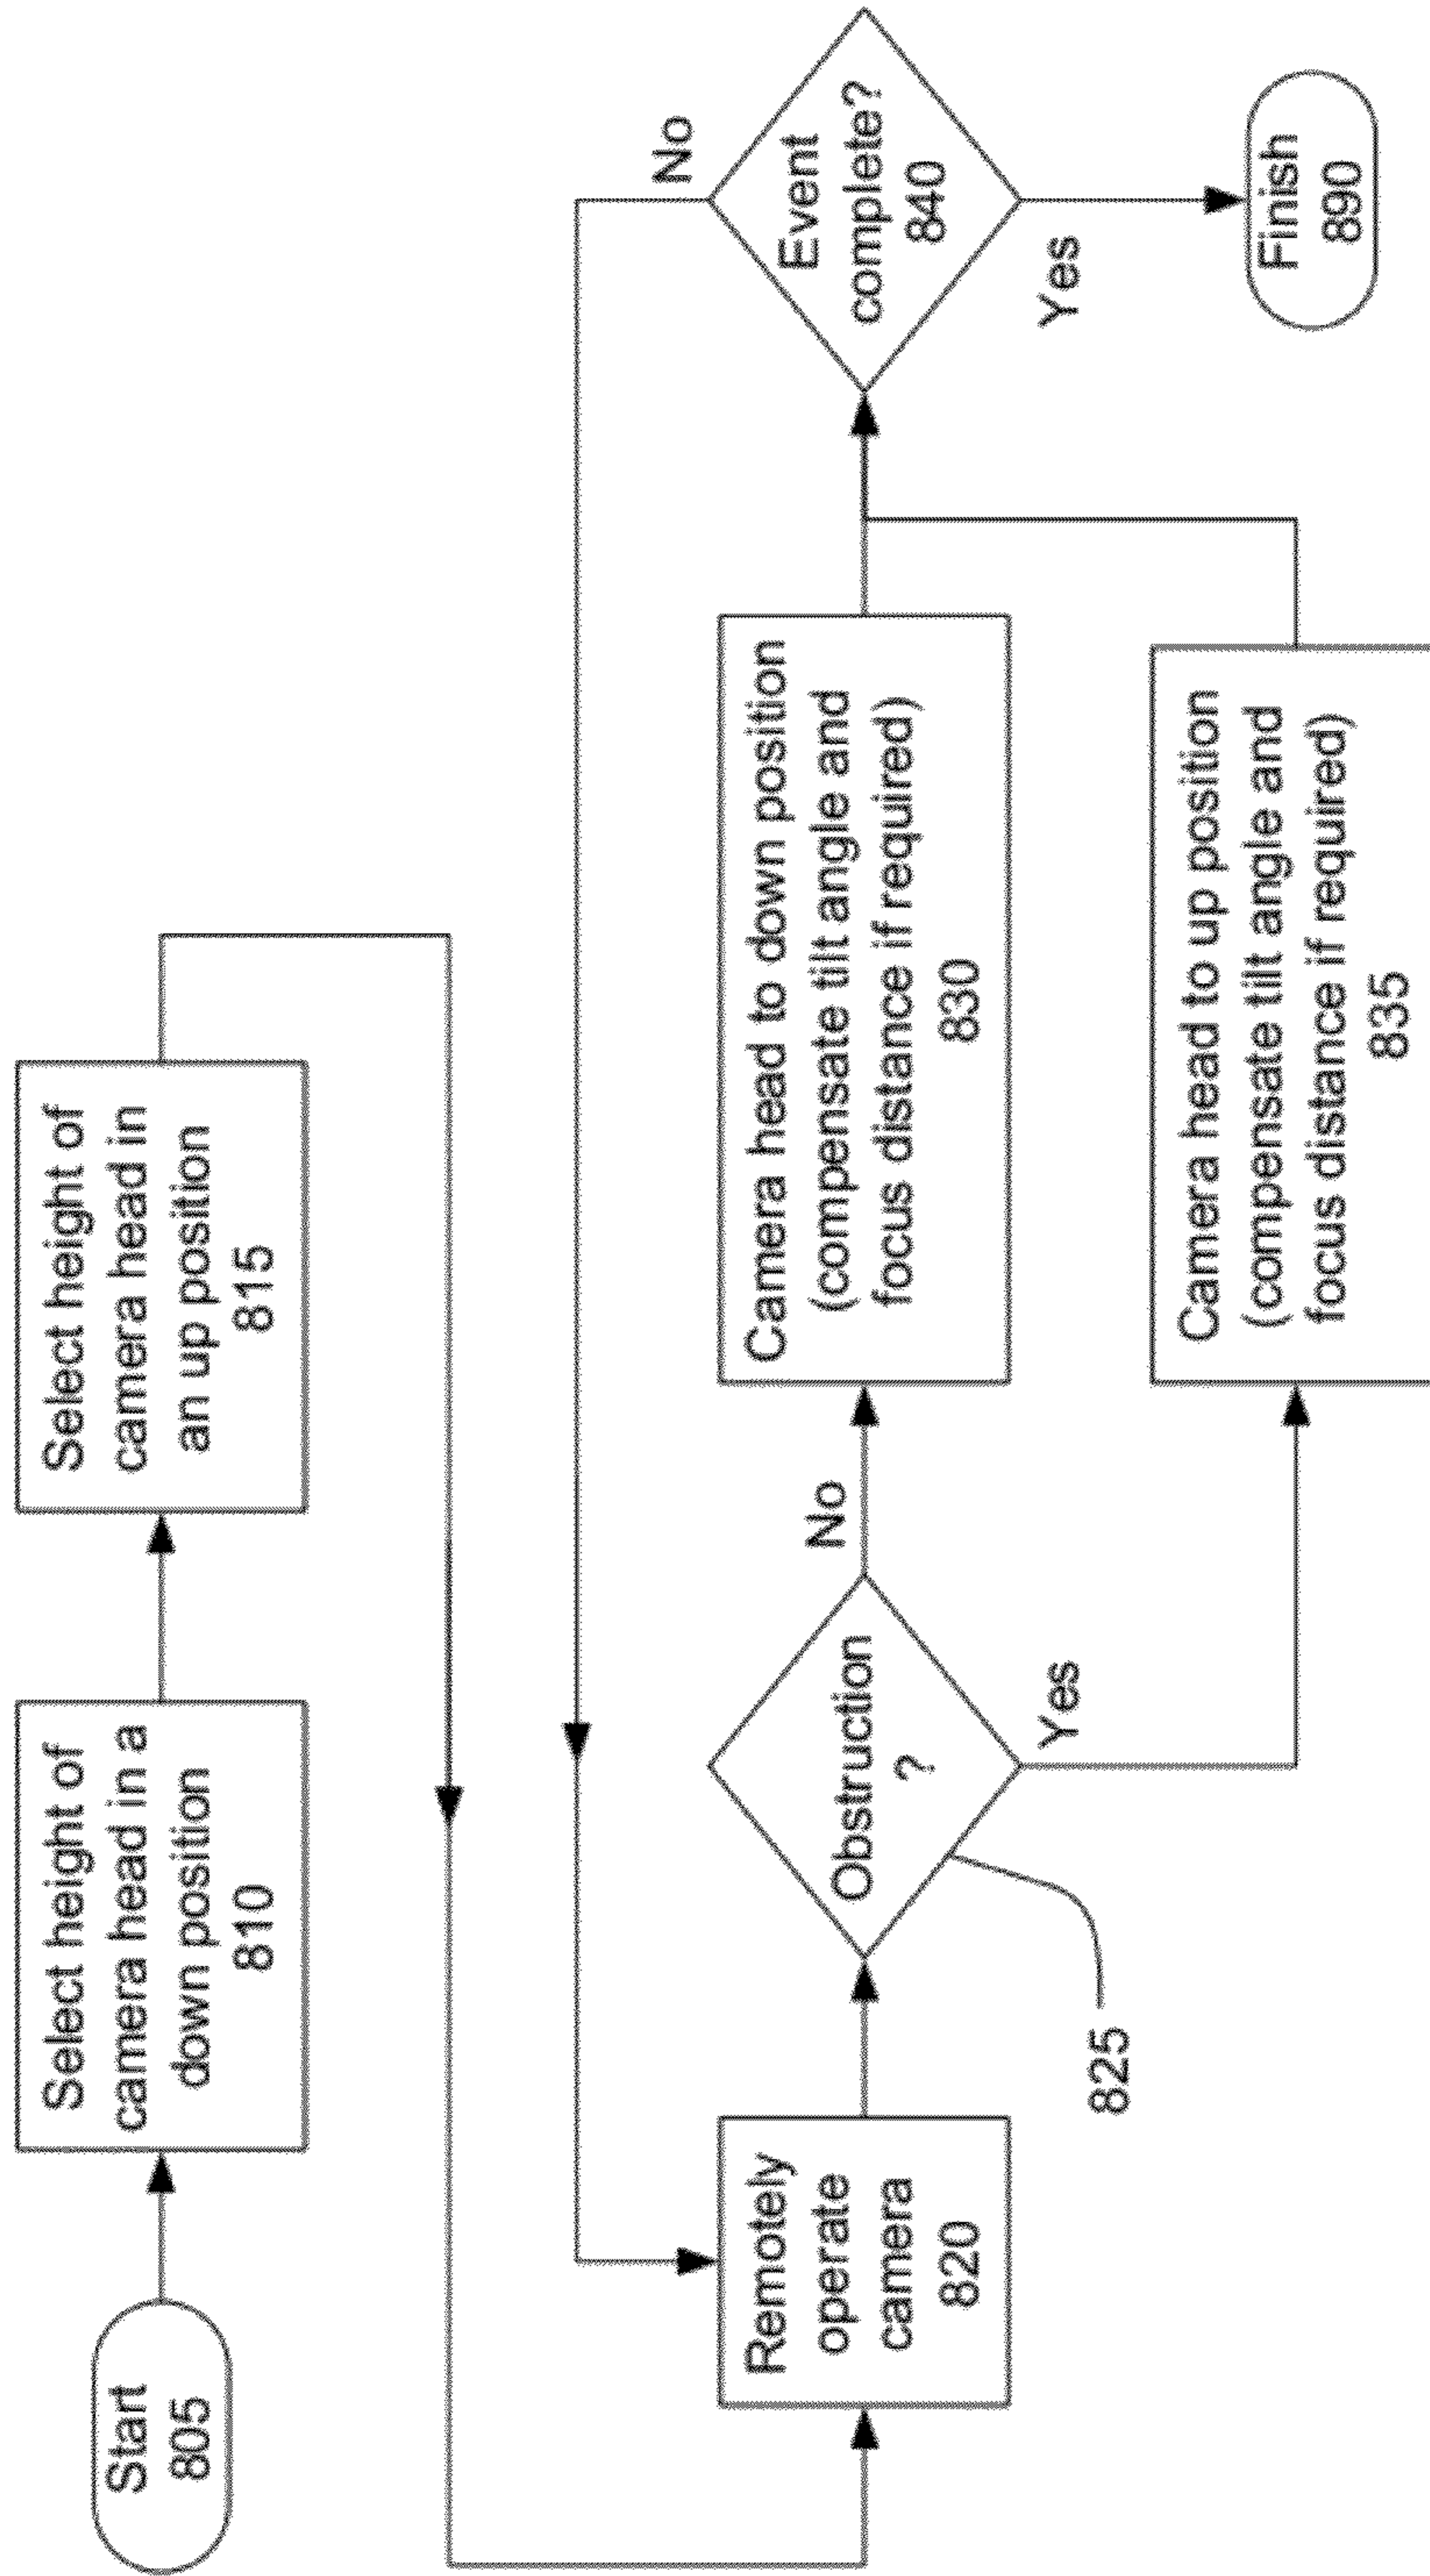 Start
805
Select height of
camera head in a
down position
810
Select height of
camera head in
an up position
815
Remotely
operate
camera
820
Obstruction
?
825
No
Yes
Camera head to down position
(compensate tilt angle and
focus distance if required)
830
Camera head to up position
(compensate tilt angle and
focus distance if required)
835
Event
complete?
840
No
Yes
Finish
890